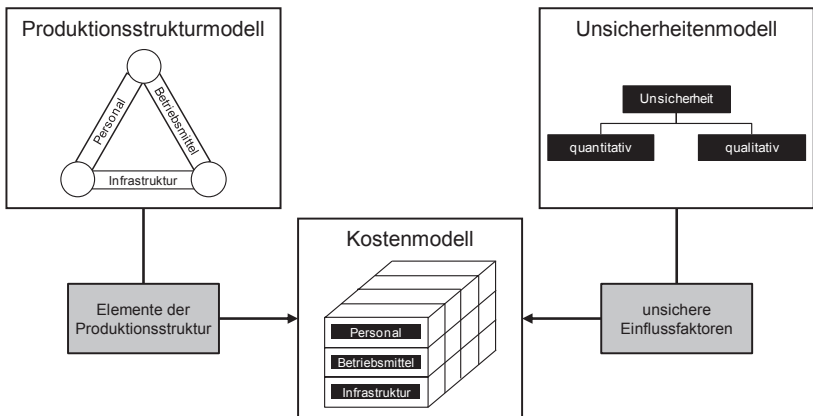 Produktionsstrukturmodell
Personal
Betriebsmittel
Infrastruktur
Unsicherheitenmodell
Unsicherheit
quantitativ
qualitativ
Kostenmodell
Personal
Betriebsmittel
Infrastruktur
Elemente der
Produktionsstruktur
unsichere
Einflussfaktoren